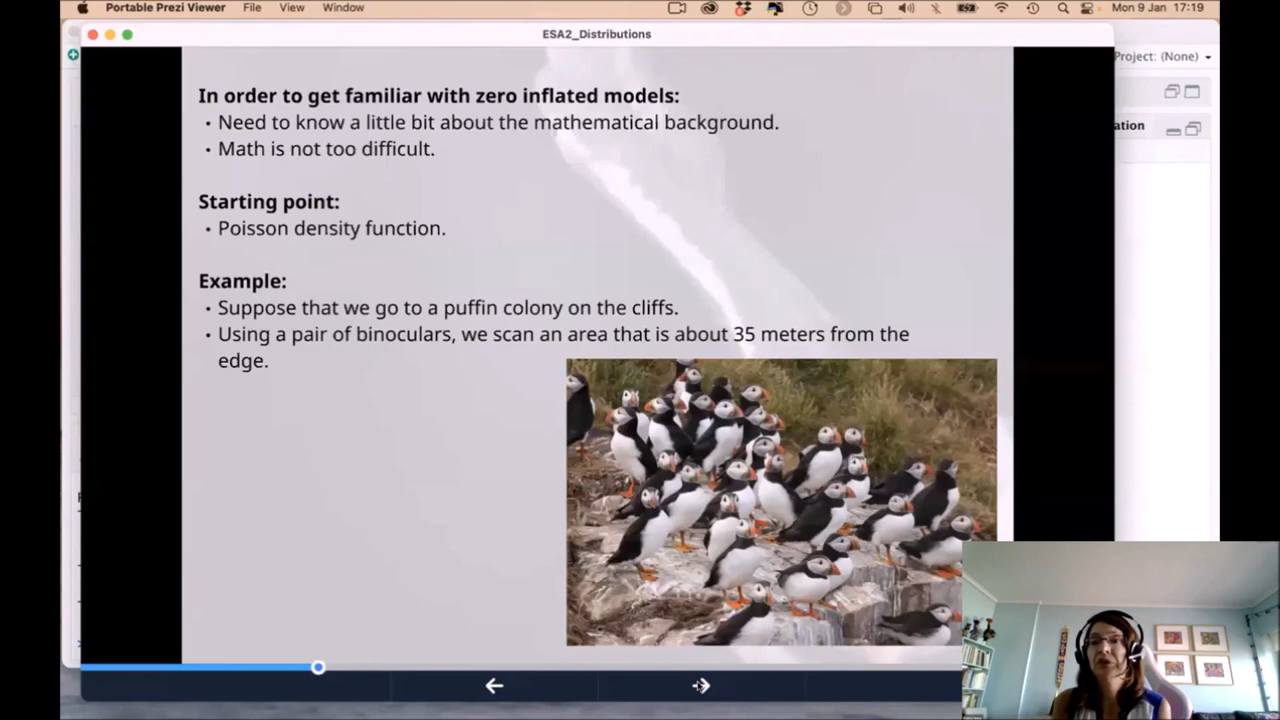 Portable Prezi Viewer File View Window Mon 9 Jan 17:19
ESA2_Distributions
Project: (None)
ation
In order to get familiar with zero inflated models:
• Need to know a little bit about the mathematical background.
• Math is not too difficult.
Starting point:
• Poisson density function.
Example:
• Suppose that we go to a puffin colony on the cliffs.
• Using a pair of binoculars, we scan an area that is about 35 meters from the
edge.